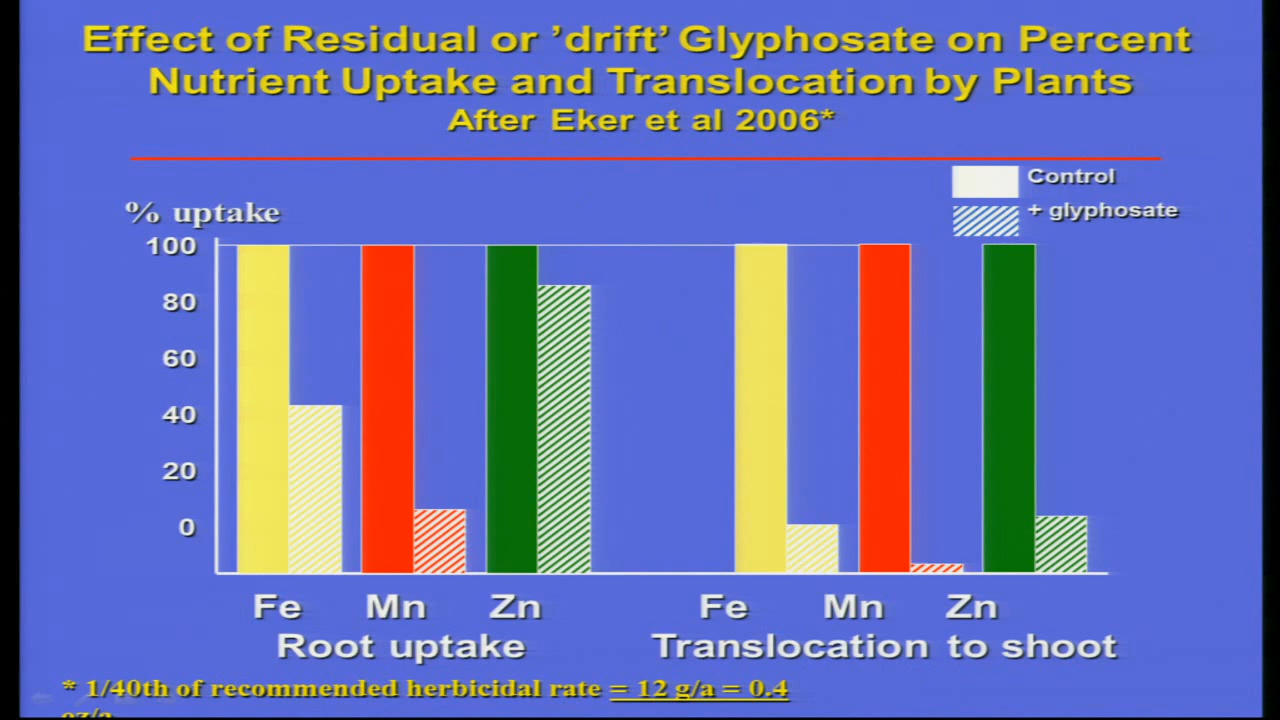 Effect of Residual or ’drift’ Glyphosate on Percent
Nutrient Uptake and Translocation by Plants
After Eker et al 2006*
Control
+ glyphosate
% uptake
100
80
60
40
20
0
Fe Mn Zn Fe Mn Zn
Root uptake Translocation to shoot
* 1/40th of recommended herbicidal rate = 12 g/a = 0.4
oz/a